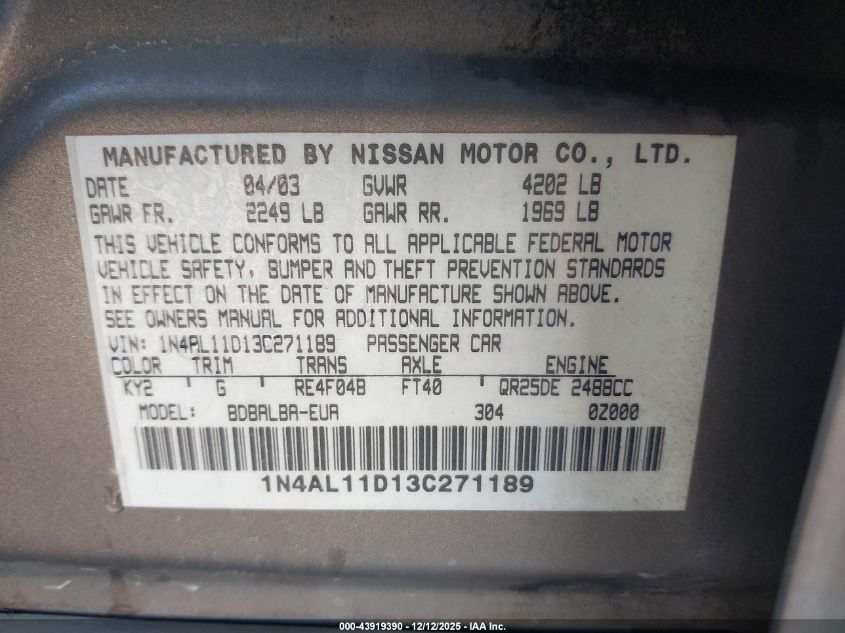 MANUFACTURED BY NISSAN MOTOR CO., LTD.
DATE 04/03 GVWR 4202 LB
GAWR FR. 2249 LB GAWR RR. 1969 LB
THIS VEHICLE CONFORMS TO ALL APPLICABLE FEDERAL MOTOR
VEHICLE SAFETY, BUMPER AND THEFT PREVENTION STANDARDS
IN EFFECT ON THE DATE OF MANUFACTURE SHOWN ABOVE.
SEE OWNERS MANUAL FOR ADDITIONAL INFORMATION.
VIN: 1N4AL11D13C271189 PASSENGER CAR
COLOR TRIM TRANS AXLE ENGINE
KY2 G RE4F04B FT40 QR25DE 2488CC
MODEL: BDBALBA-EUA 304 0Z000
1N4AL11D13C271189
000-43919390 - 12/12/2025 - IAA Inc.